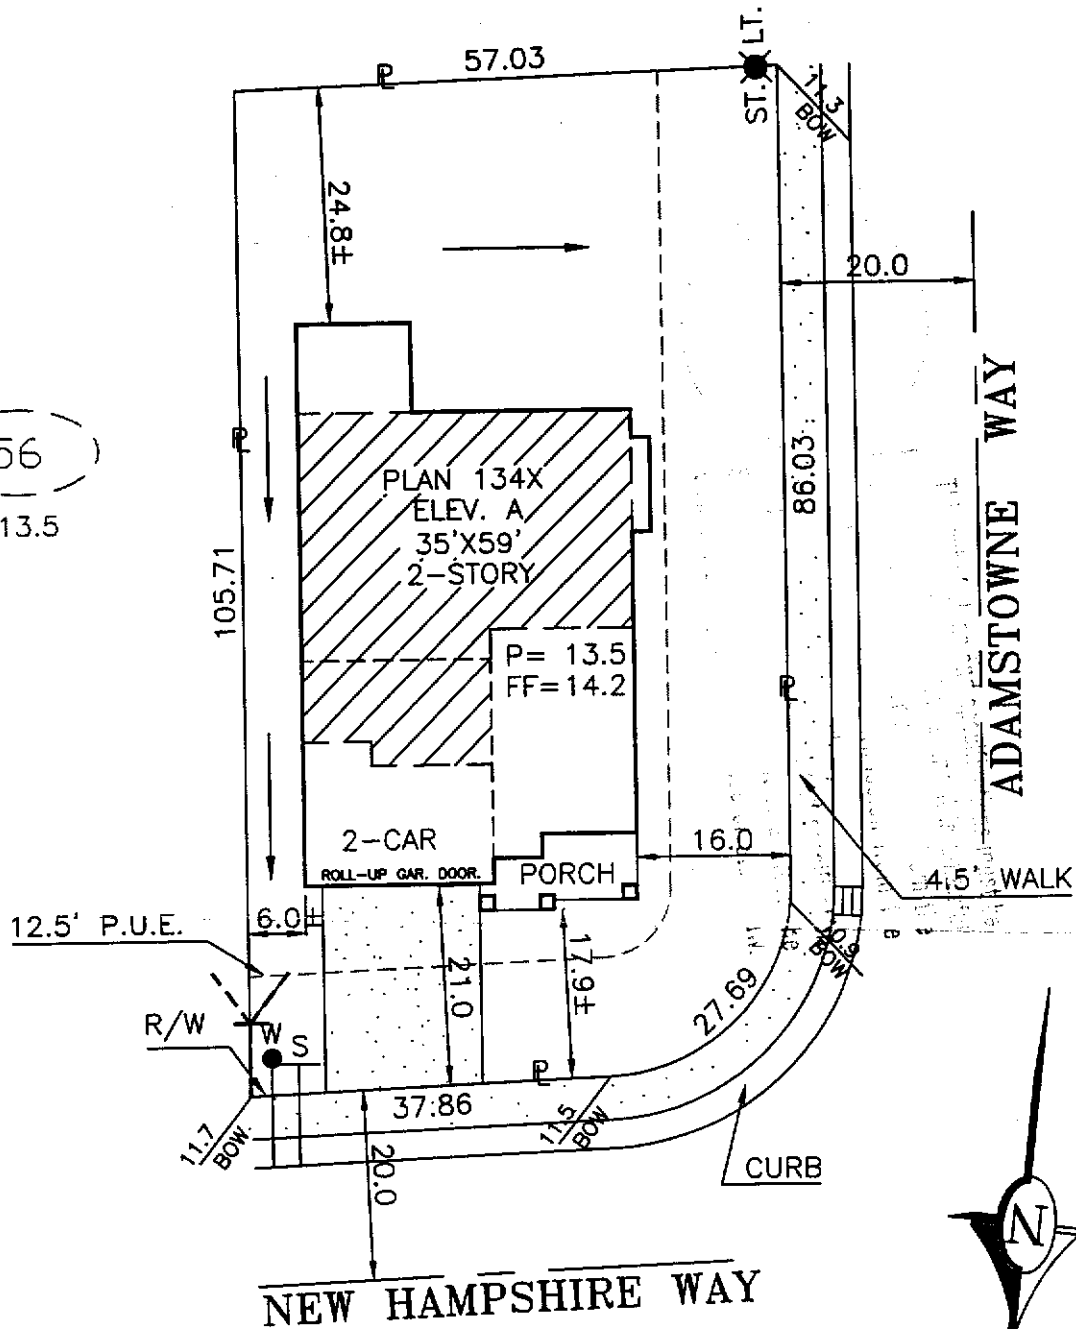 57.03
ST. LT.
11.3
BOW
24.8±
20.0
ADAMSTOWNE WAY
56
13.5
86.03
PLAN 134X
ELEV. A
35'X59'
2-STORY
105.71
P= 13.5
FF=14.2
2-CAR
ROLL-UP GAR. DOOR.
PORCH
16.0
4.5' WALK
12.5' P.U.E.
6.0±
21.0
17.9±
10.9
BOW
27.69
R/W
W
S
37.86
11.7
BOW
11.5
BOW
20.0
CURB
N
NEW HAMPSHIRE WAY